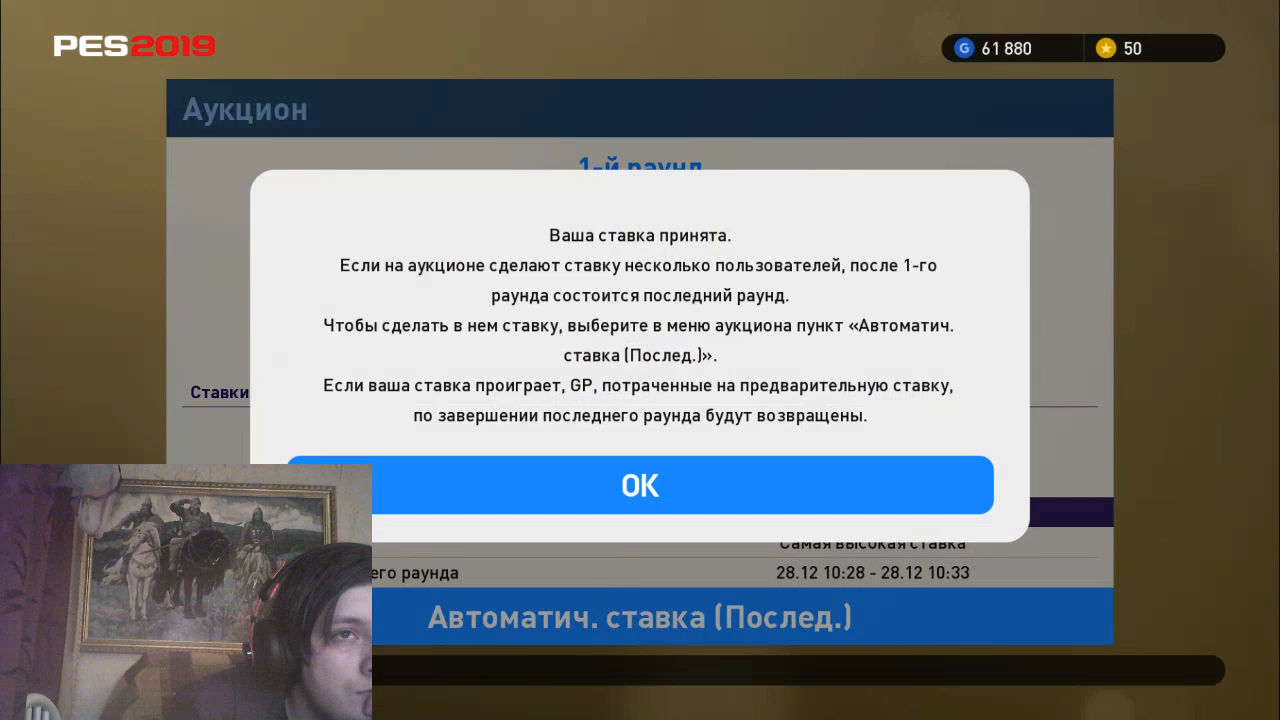 PES2019
61 880
50
Аукцион
1-й раунд
Ваша ставка принята.
Если на аукционе сделают ставку несколько пользователей, после 1-го
раунда состоится последний раунд.
Чтобы сделать в нем ставку, выберите в меню аукциона пункт «Автоматич.
ставка (Послед.)».
Если ваша ставка проиграет, GP, потраченные на предварительную ставку,
по завершении последнего раунда будут возвращены.
Ставки
OK
Самая высокая ставка
его раунда
28.12 10:28 - 28.12 10:33
Автоматич. ставка (Послед.)